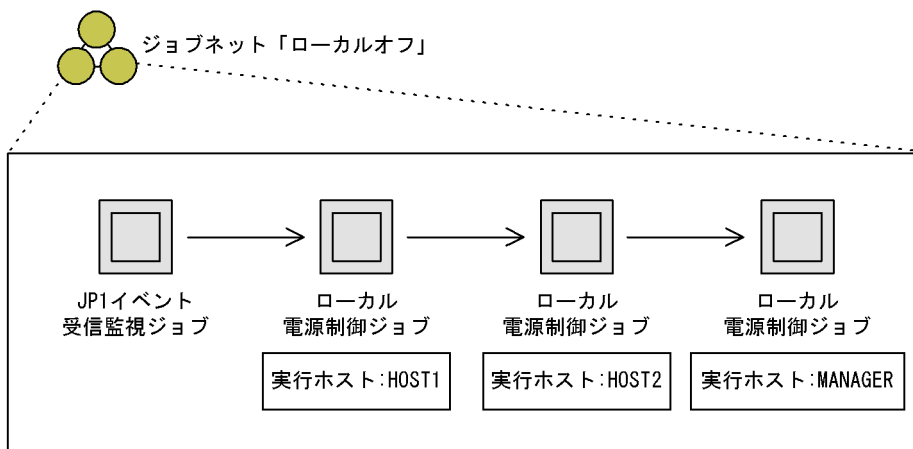 ジョブネット「ローカルオフ」
JP1イベント
受信監視ジョブ
ローカル
電源制御ジョブ
ローカル
電源制御ジョブ
ローカル
電源制御ジョブ
実行ホスト:HOST1
実行ホスト:HOST2
実行ホスト:MANAGER